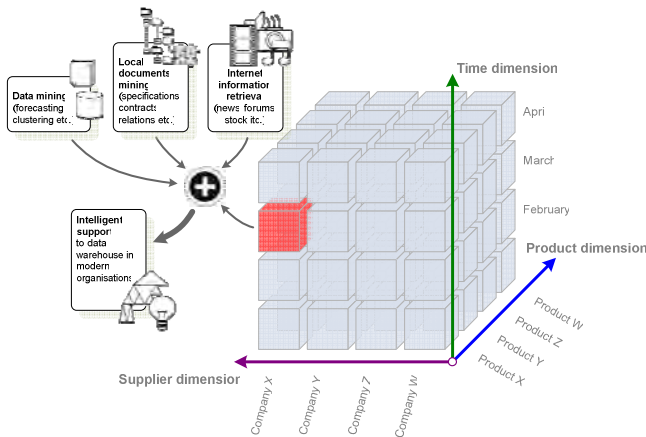 Local
documents
mining
(specifications
contracts
relations etc.)
Internet
information
retrieva
(news forums
stock itc.)
Data mining
(forecasting
clustering etc.)
Time dimension
Apri
March
February
Intelligent
support
to data
warehouse in
modern
organisations
Product dimension
Product W
Product Z
Product Y
Product X
Supplier dimension
Company X
Company Y
Company Z
Company W